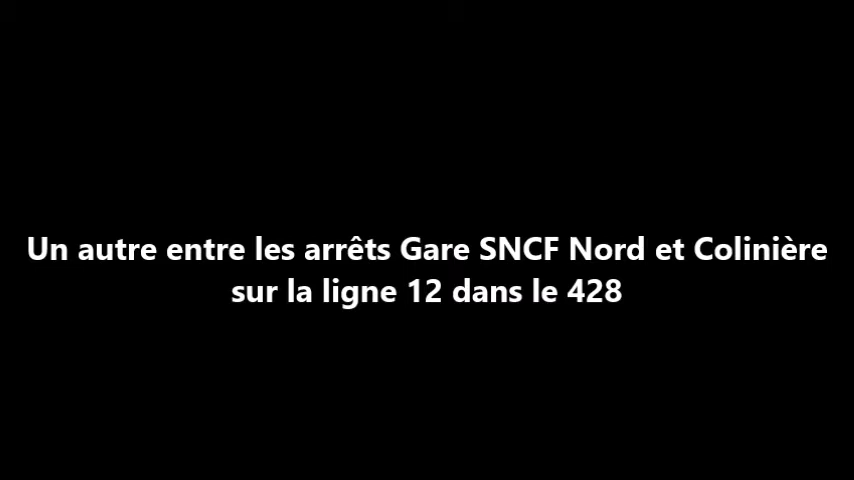 Un autre entre les arrêts Gare SNCF Nord et Colinière
sur la ligne 12 dans le 428